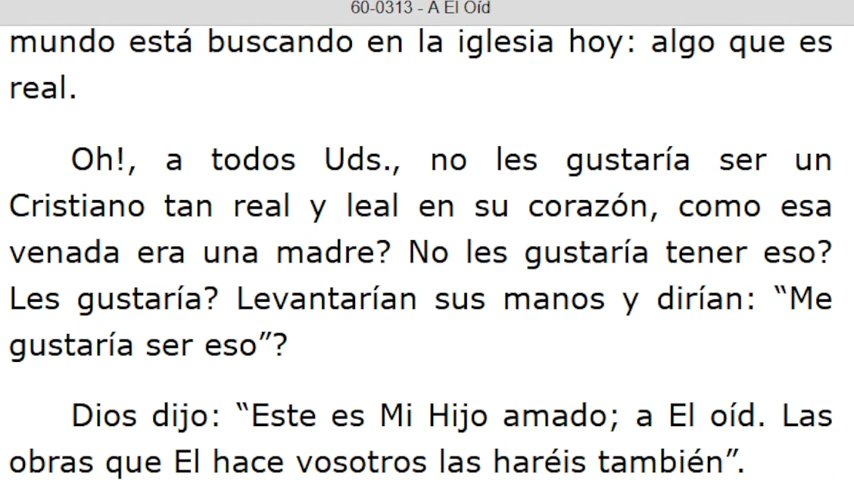 60-0313 - A El Oíd
mundo está buscando en la iglesia hoy: algo que es
real.
Oh!, a todos Uds., no les gustaría ser un
Cristiano tan real y leal en su corazón, como esa
venada era una madre? No les gustaría tener eso?
Les gustaría? Levantarían sus manos y dirían: “Me
gustaría ser eso”?
Dios dijo: “Este es Mi Hijo amado; a El oíd. Las
obras que El hace vosotros las haréis también”.